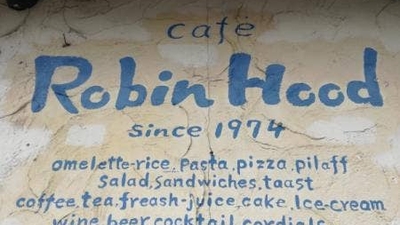 cafe
Robin Hood
since 1974
omelette-rice.Pasta.pizza.pilaff
Salad.Sandwiches.taast
coffee.tea.freash-juice.cake.Ice-cream
wine.beer.cocktail.cordials